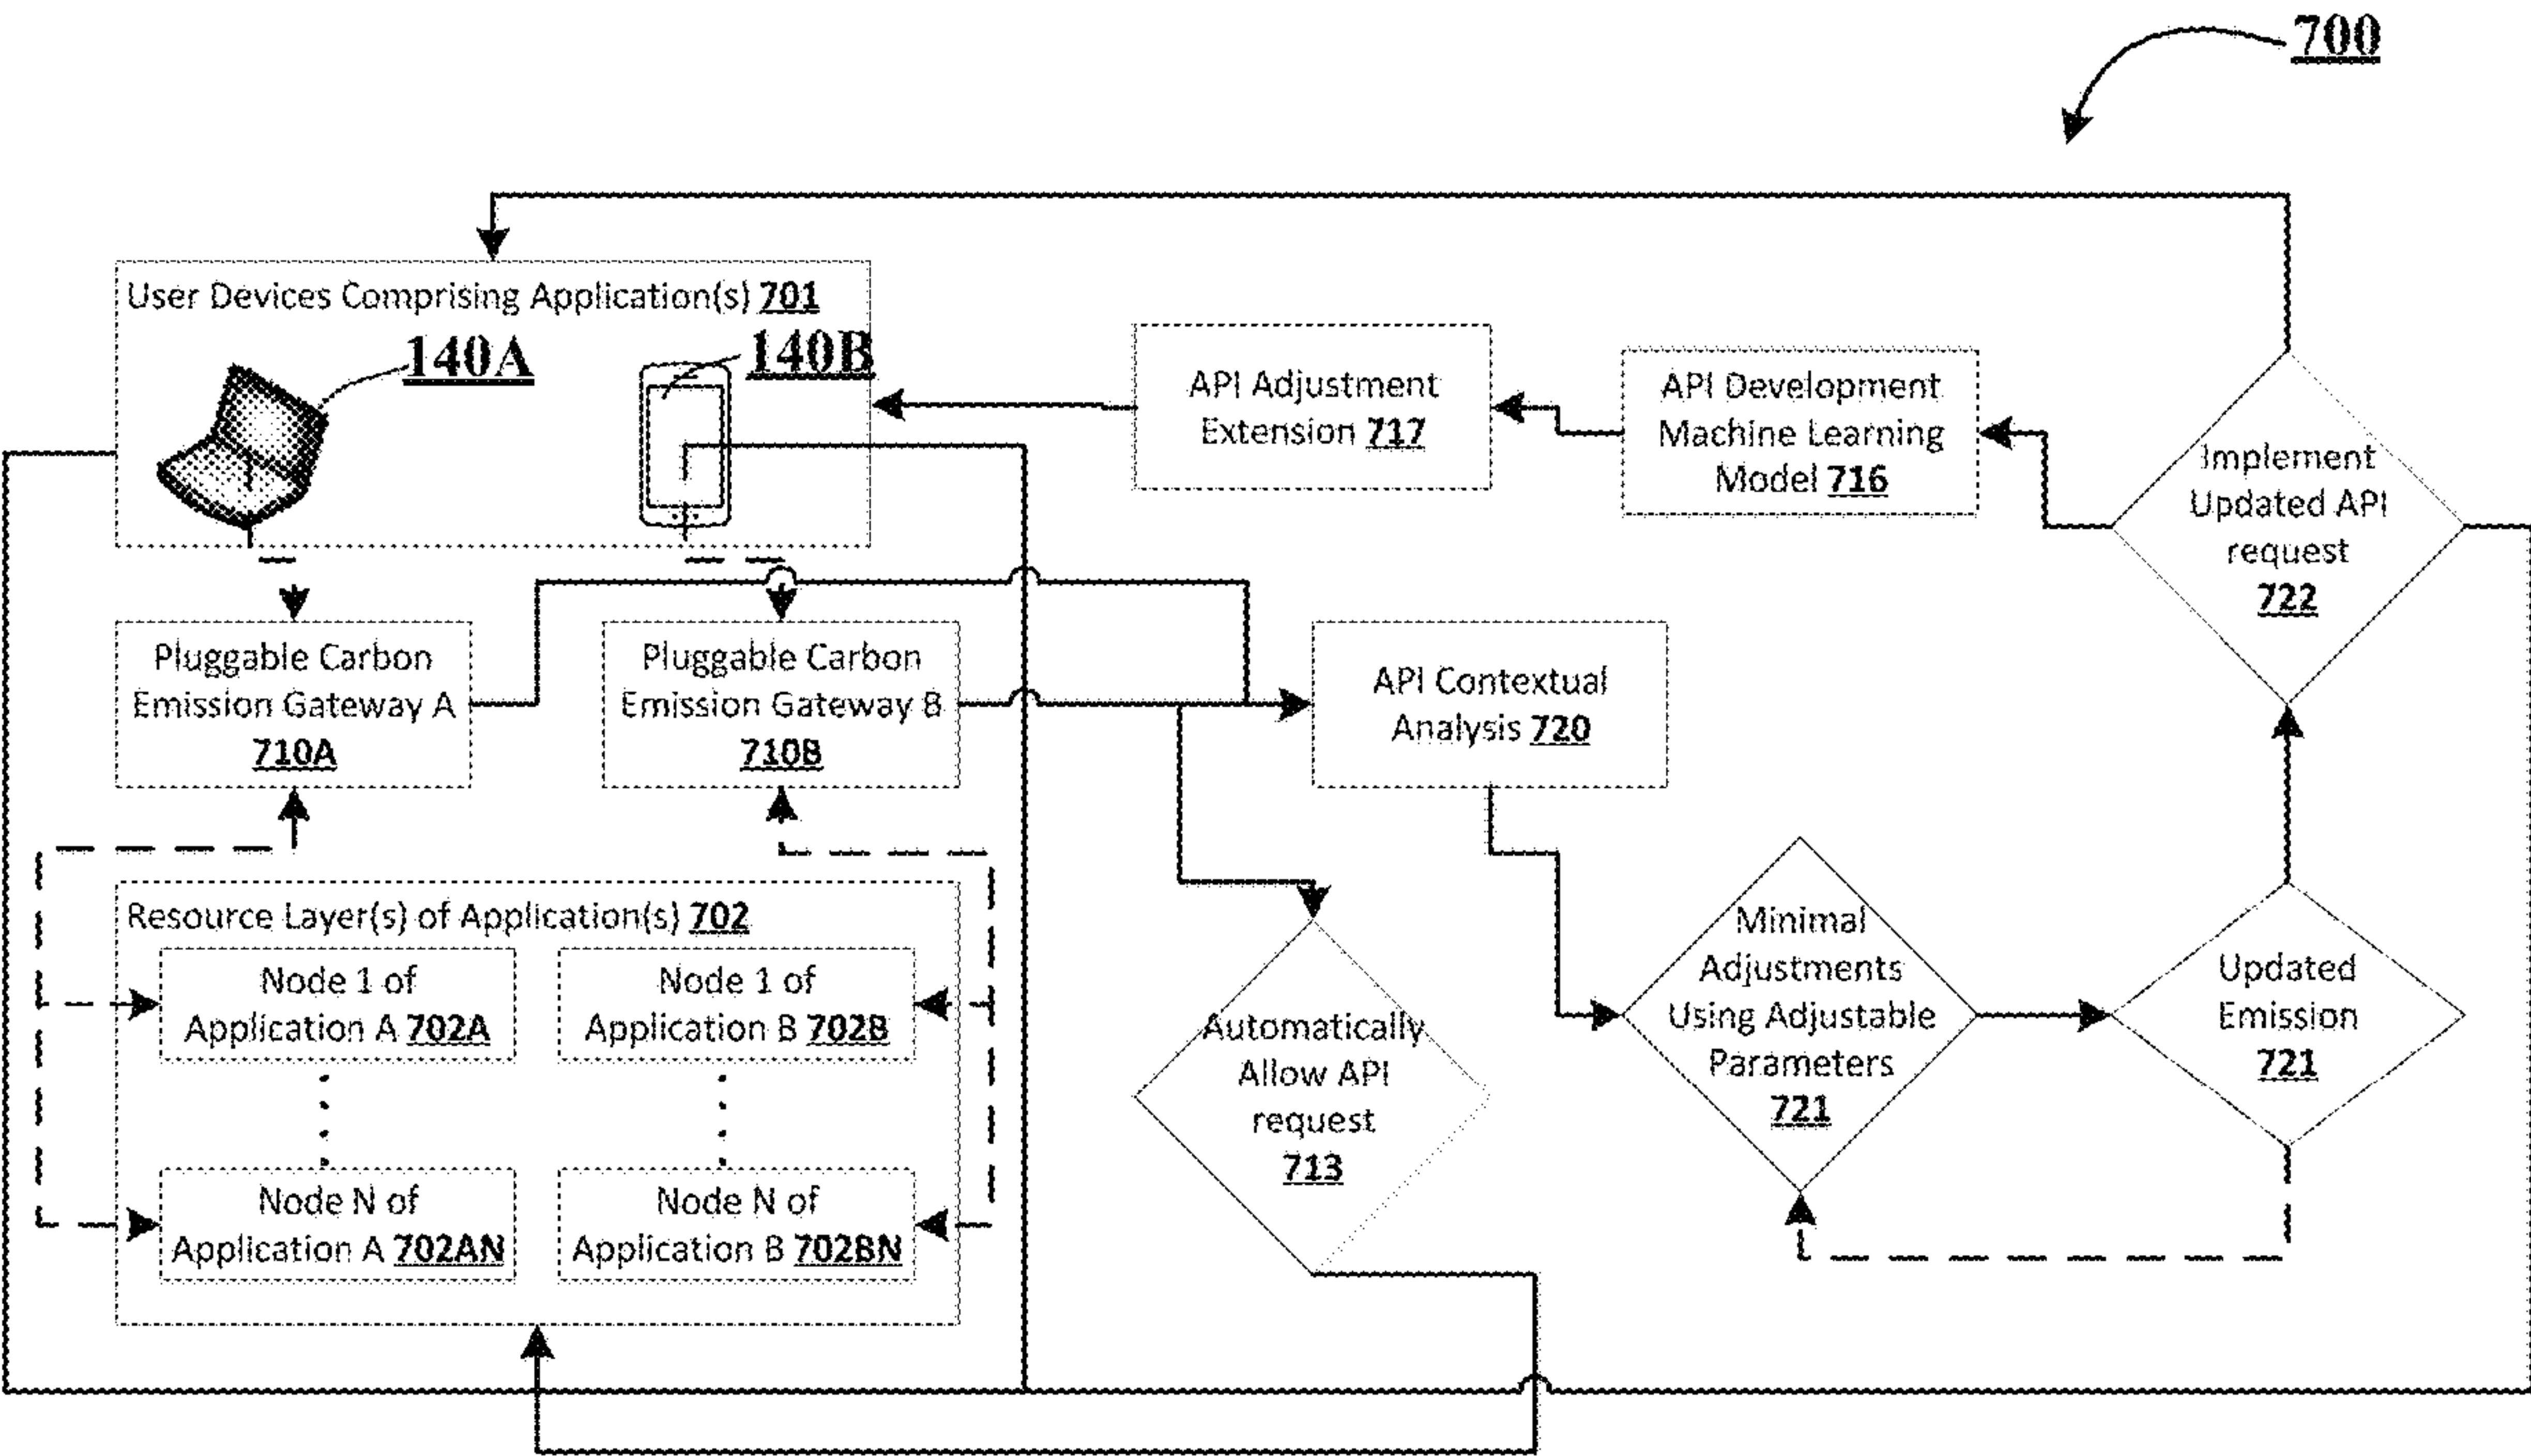 700
User Devices Comprising Application(s) 701
140A
140B
API Adjustment
Extension 717
API Development
Machine Learning
Model 716
Implement
Updated API
request
722
Pluggable Carbon
Emission Gateway A
710A
Pluggable Carbon
Emission Gateway B
710B
API Contextual
Analysis 720
Resource Layer(s) of Application(s) 702
Node 1 of
Application A 702A
Node 1 of
Application B 702B
Node N of
Application A 702AN
Node N of
Application B 702BN
Automatically
Allow API
request
713
Minimal
Adjustments
Using Adjustable
Parameters
721
Updated
Emission
721